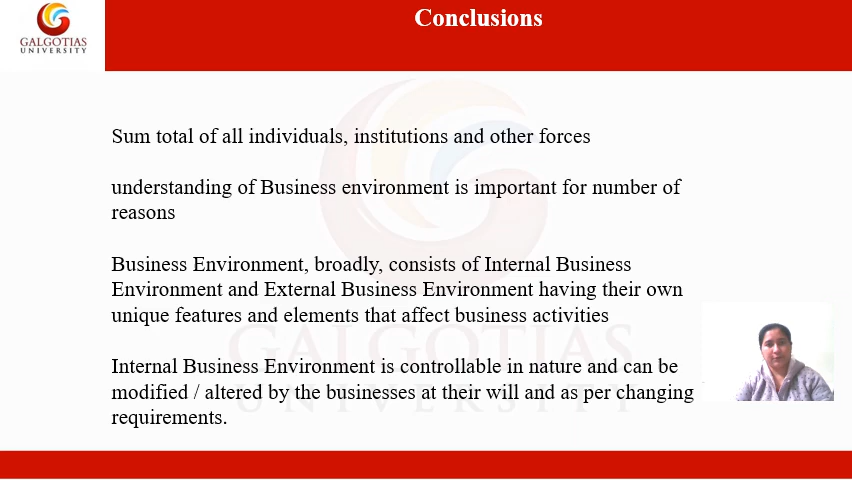 Conclusions
GALGOTIAS
UNIVERSITY
Sum total of all individuals, institutions and other forces
understanding of Business environment is important for number of
reasons
Business Environment, broadly, consists of Internal Business
Environment and External Business Environment having their own
unique features and elements that affect business activities
GALGOTIAS
Internal Business Environment is controllable in nature and can be
modified / altered by the businesses at their will and as per changing
UNIVERSITY
requirements.